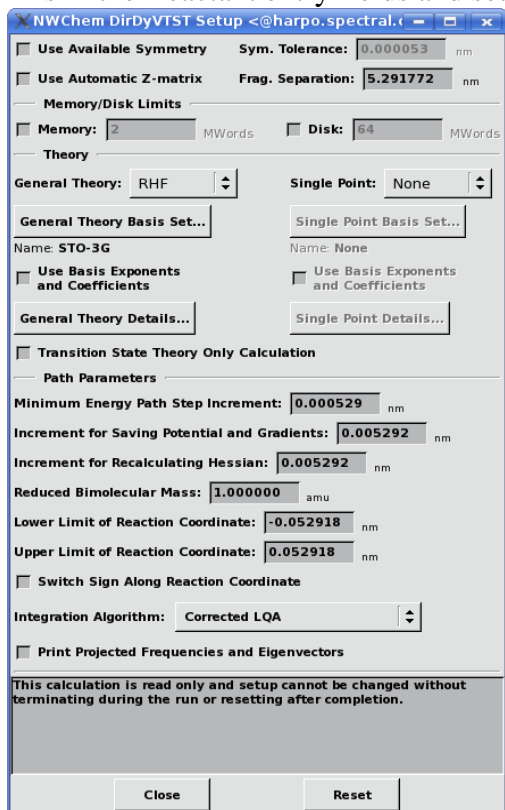 NWChem DirDyVTST Setup <@harpo.spectral.
Use Available Symmetry Sym. Tolerance: 0.000053 nm
Use Automatic Z-matrix Frag. Separation: 5.291772 nm
Memory/Disk Limits
Memory: 2 MWords Disk: 64 MWords
Theory
General Theory: RHF Single Point: None
General Theory Basis Set... Single Point Basis Set...
Name: STO-3G Name: None
Use Basis Exponents and Coefficients Use Basis Exponents and Coefficients
General Theory Details... Single Point Details...
Transition State Theory Only Calculation
Path Parameters
Minimum Energy Path Step Increment: 0.000529 nm
Increment for Saving Potential and Gradients: 0.005292 nm
Increment for Recalculating Hessian: 0.005292 nm
Reduced Bimolecular Mass: 1.000000 amu
Lower Limit of Reaction Coordinate: -0.052918 nm
Upper Limit of Reaction Coordinate: 0.052918 nm
Switch Sign Along Reaction Coordinate
Integration Algorithm: Corrected LQA
Print Projected Frequencies and Eigenvectors
This calculation is read only and setup cannot be changed without
terminating during the run or resetting after completion.
Close Reset